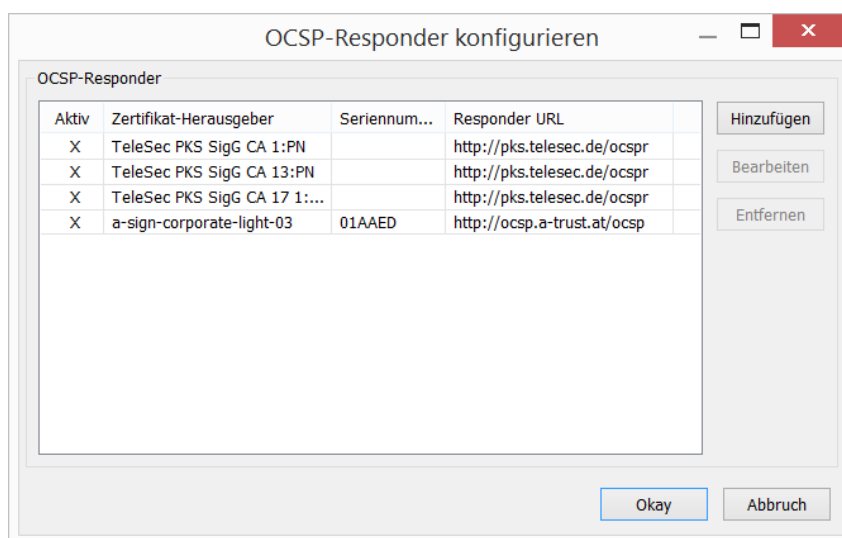 OCSP-Responder konfigurieren
OCSP-Responder
Aktiv Zertifikat-Herausgeber Seriennum... Responder URL
X TeleSec PKS SigG CA 1:PN http://pks.telesec.de/ocspr
X TeleSec PKS SigG CA 13:PN http://pks.telesec.de/ocspr
X TeleSec PKS SigG CA 17 1:... http://pks.telesec.de/ocspr
X a-sign-corporate-light-03 01AAED http://ocsp.a-trust.at/ocsp
Hinzufügen
Bearbeiten
Entfernen
Okay Abbruch